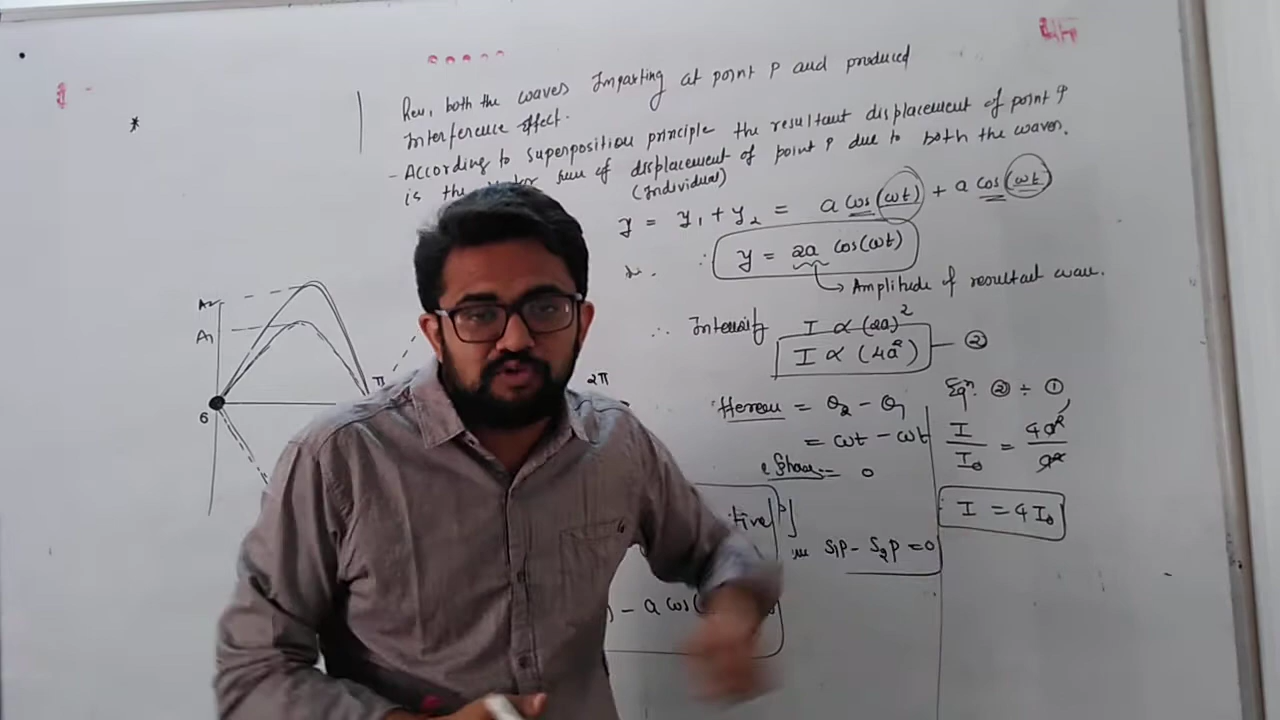 both the waves Imparting at point P and produced
Interference effect.
- According to superposition principle the resultant displacement of point P
is the sum of displacement of point P due to both the waves.
(Individual)
y = y₁ + y₂ = a cos(ωt) + a cos(ωt)
∴ y = 2a cos(ωt)
→ Amplitude of resultant wave.
∴ Intensity I ∝ (2a)²
I ∝ (4a²) — ②
= θ₂ - θ₁
= ωt - ωt
= 0
Eqⁿ. ② ÷ ①
I / I₀ = 4a² / a²
I = 4I₀
S₁P - S₂P = 0
- a cos(
A₂
A₁
π
2π